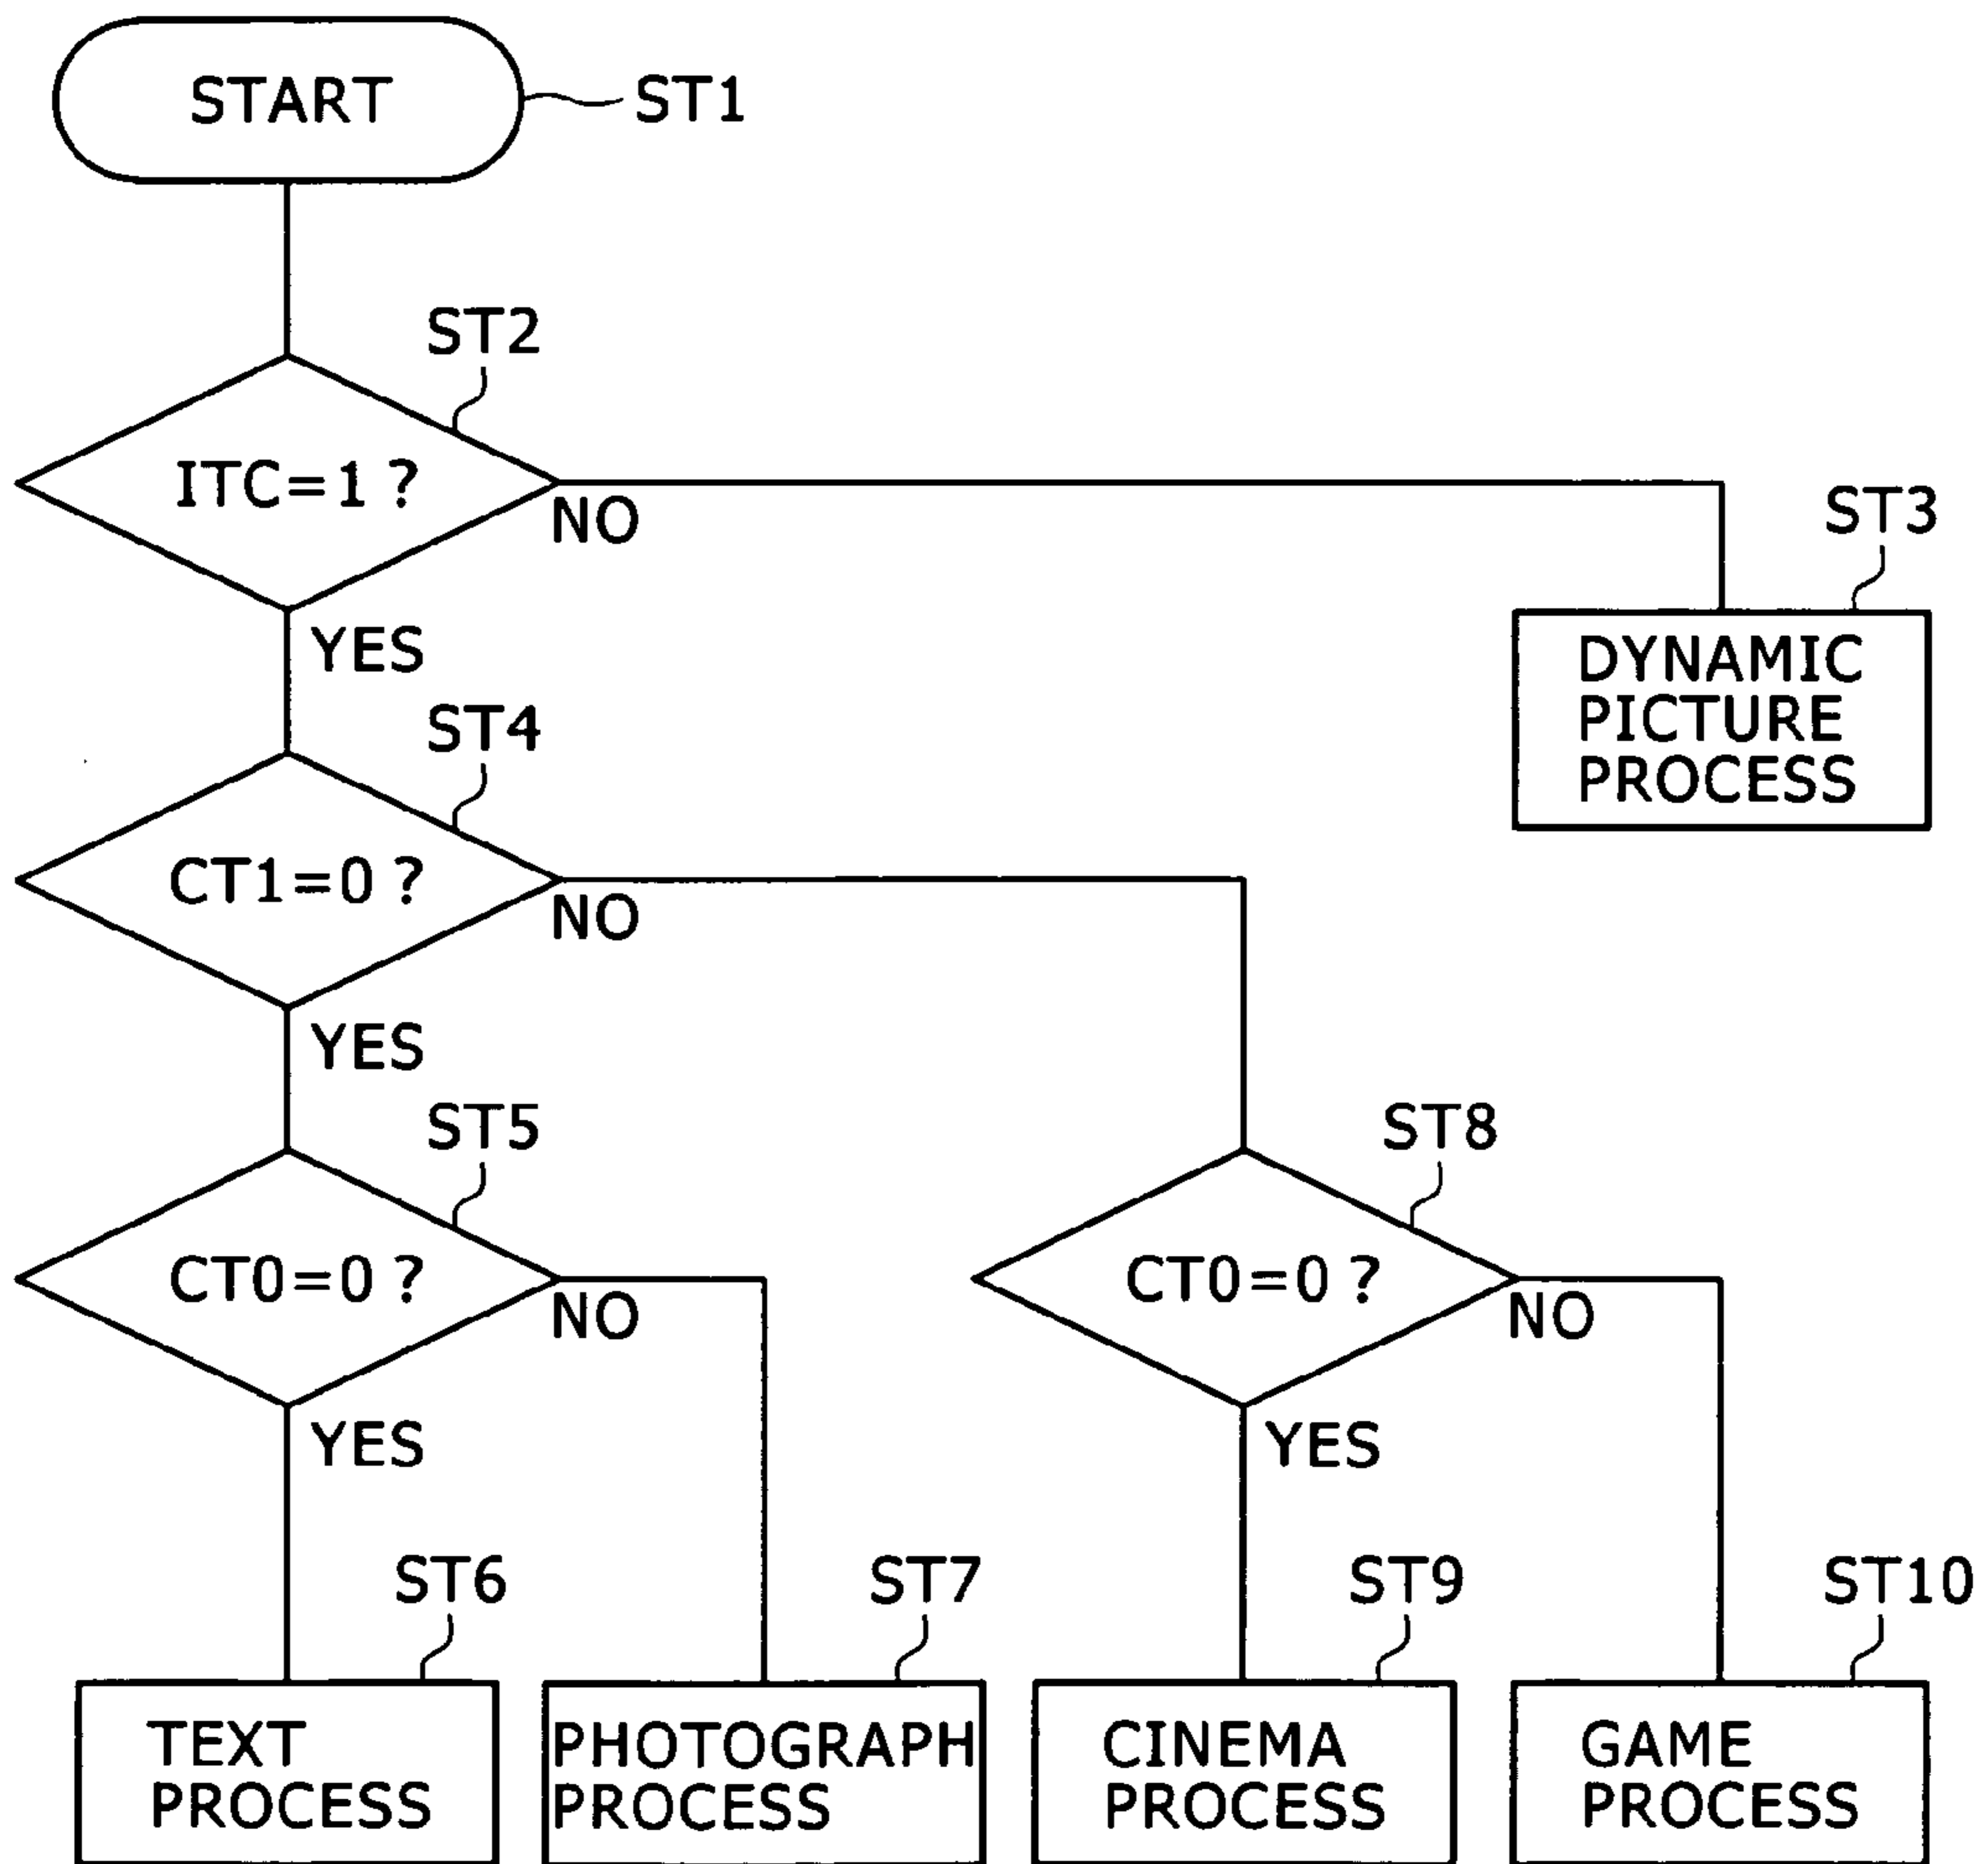 START
ST1
ST2
ITC=1 ?
NO
YES
ST3
DYNAMIC
PICTURE
PROCESS
ST4
CT1=0 ?
NO
YES
ST5
CT0=0 ?
NO
YES
ST8
CT0=0 ?
NO
YES
ST6
TEXT
PROCESS
ST7
PHOTOGRAPH
PROCESS
ST9
CINEMA
PROCESS
ST10
GAME
PROCESS